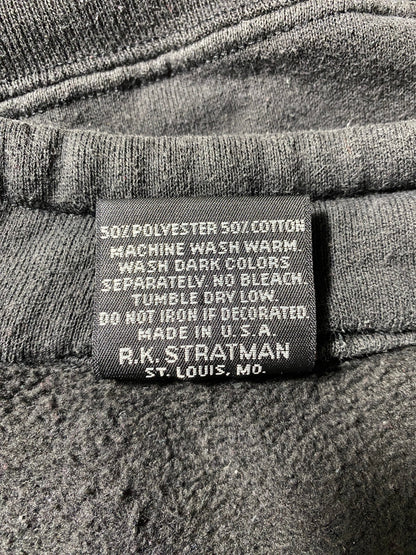 50% POLYESTER 50% COTTON
MACHINE WASH WARM.
WASH DARK COLORS
SEPARATELY. NO BLEACH.
TUMBLE DRY LOW.
DO NOT IRON IF DECORATED.
MADE IN U.S.A.
R.K. STRATMAN
ST. LOUIS, MO.